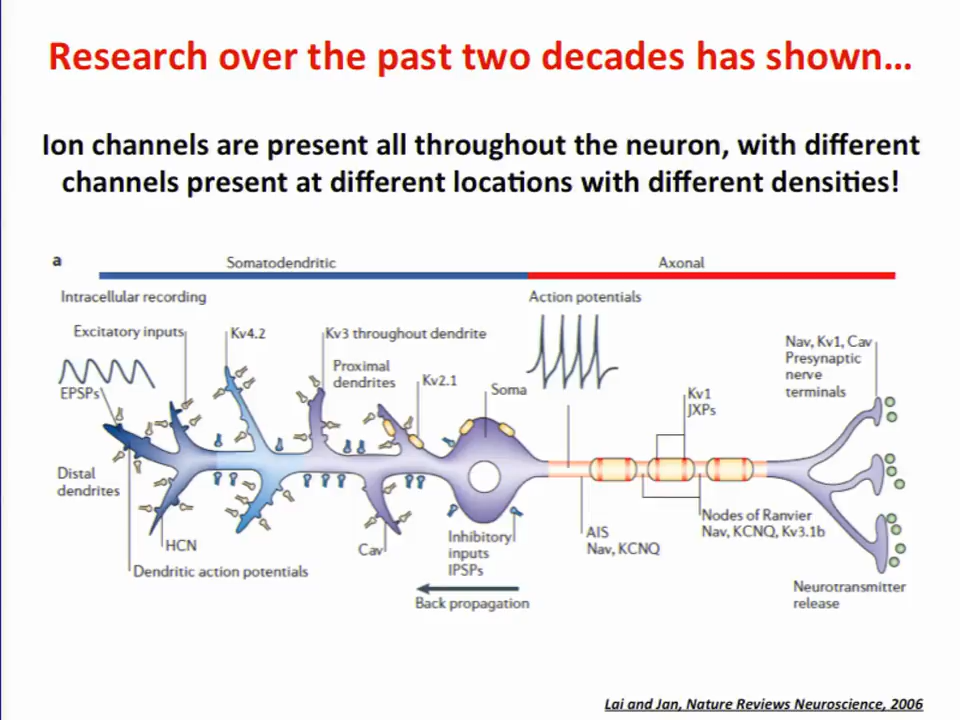 Research over the past two decades has shown...
Ion channels are present all throughout the neuron, with different
channels present at different locations with different densities!
a
Somatodendritic
Axonal
Intracellular recording
Action potentials
Excitatory inputs
Kv4.2
Kv3 throughout dendrite
Nav, Kv1, Cav
Presynaptic
nerve
terminals
Proximal
dendrites
Kv2.1
Soma
EPSPs
Kv1
JXPs
Distal
dendrites
HCN
Dendritic action potentials
Cav
Inhibitory
inputs
IPSPs
AIS
Nav, KCNQ
Nodes of Ranvier
Nav, KCNQ, Kv3.1b
Back propagation
Neurotransmitter
release
Lai and Jan, Nature Reviews Neuroscience, 2006